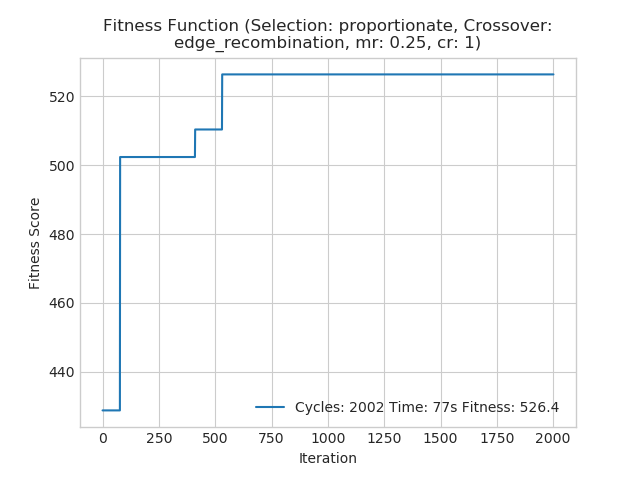 Fitness Function (Selection: proportionate, Crossover:
edge_recombination, mr: 0.25, cr: 1)
Fitness Score
520
500
480
460
440
Cycles: 2002 Time: 77s Fitness: 526.4
0 250 500 750 1000 1250 1500 1750 2000
Iteration